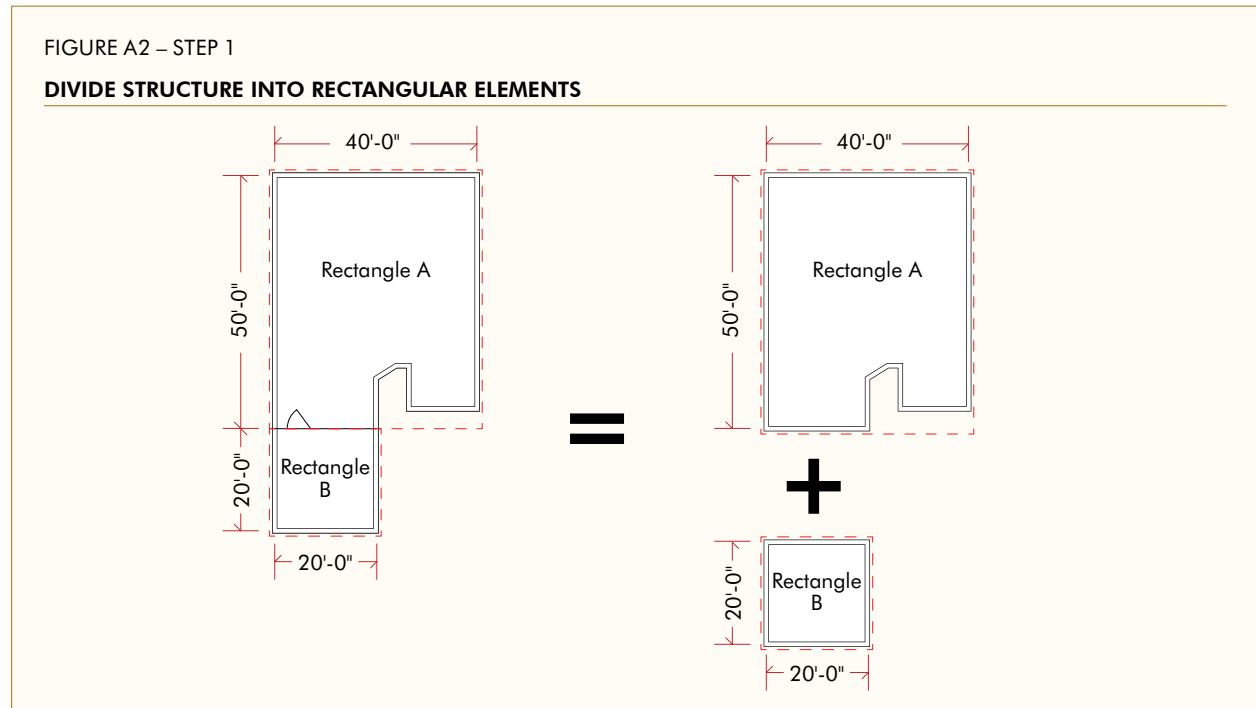 FIGURE A2 – STEP 1
DIVIDE STRUCTURE INTO RECTANGULAR ELEMENTS
40'-0"
50'-0"
Rectangle A
20'-0"
Rectangle
B
20'-0"
=
40'-0"
50'-0"
Rectangle A
+
20'-0"
Rectangle
B
20'-0"